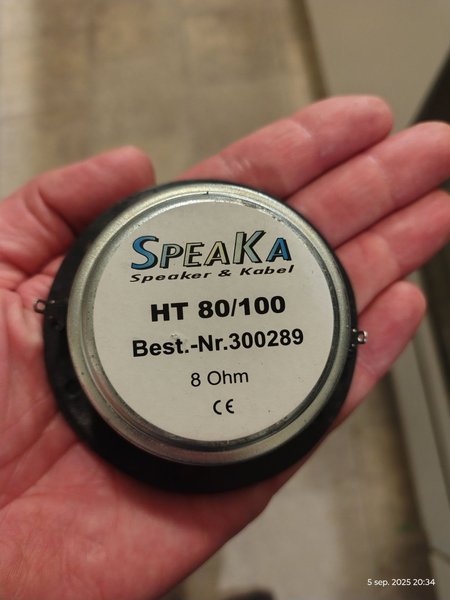 SPEAKA
Speaker & Kabel
HT 80/100
Best.-Nr.300289
8 Ohm
CE
5 sep. 2025 20:34